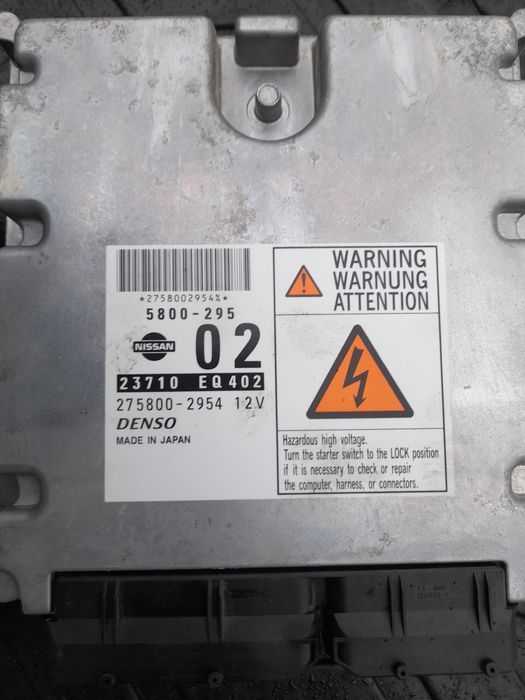 *2758002954%*
5800-295
NISSAN
02
23710 EQ402
275800-2954 12V
DENSO
MADE IN JAPAN
WARNING
WARNUNG
ATTENTION
Hazardous high voltage.
Turn the starter switch to the LOCK position
if it is necessary to check or repair
the computer, harness, or connectors.